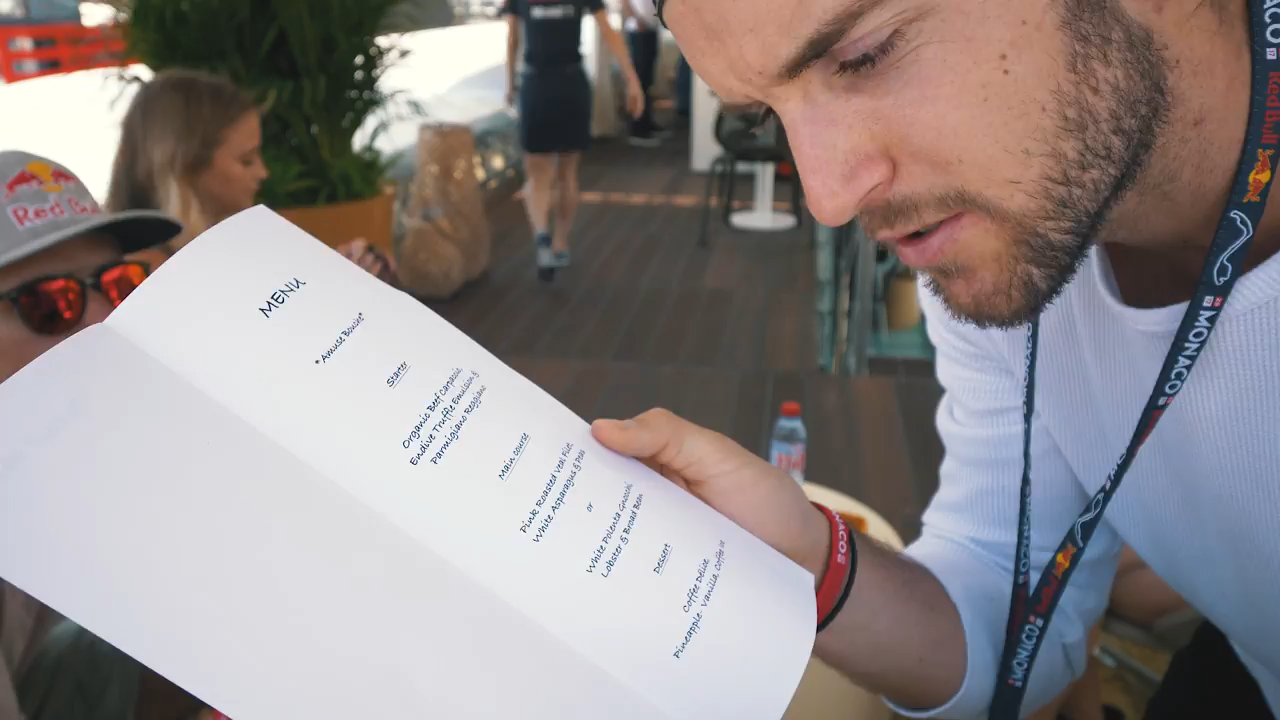 MENU
*Amuse Bouche*
Starter
Organic Beef Carpaccio,
Endive Truffle Emulsion &
Parmigiano Reggiano
Main course
Pink Roasted Veal Filet
White Asparagus & Peas
or
White Polenta Gnocchi
Lobster & Broad Bean
Dessert
Coffee Délice
Pineapple - Vanilla, Coffee
Red Bull
MONACO
MONACO
MONACO
Red Bull